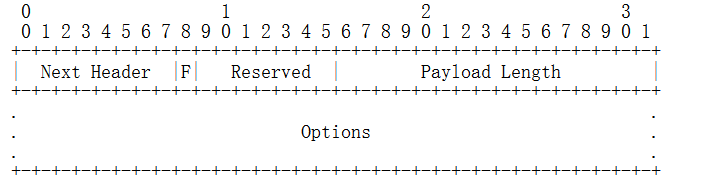 0                   1                   2                   3
 0 1 2 3 4 5 6 7 8 9 0 1 2 3 4 5 6 7 8 9 0 1 2 3 4 5 6 7 8 9 0 1
+-+-+-+-+-+-+-+-+-+-+-+-+-+-+-+-+-+-+-+-+-+-+-+-+-+-+-+-+-+-+-+-+
|  Next Header  |F|  Reserved   |        Payload Length         |
+-+-+-+-+-+-+-+-+-+-+-+-+-+-+-+-+-+-+-+-+-+-+-+-+-+-+-+-+-+-+-+-+
.                                                               .
.                            Options                            .
.                                                               .
+-+-+-+-+-+-+-+-+-+-+-+-+-+-+-+-+-+-+-+-+-+-+-+-+-+-+-+-+-+-+-+-+